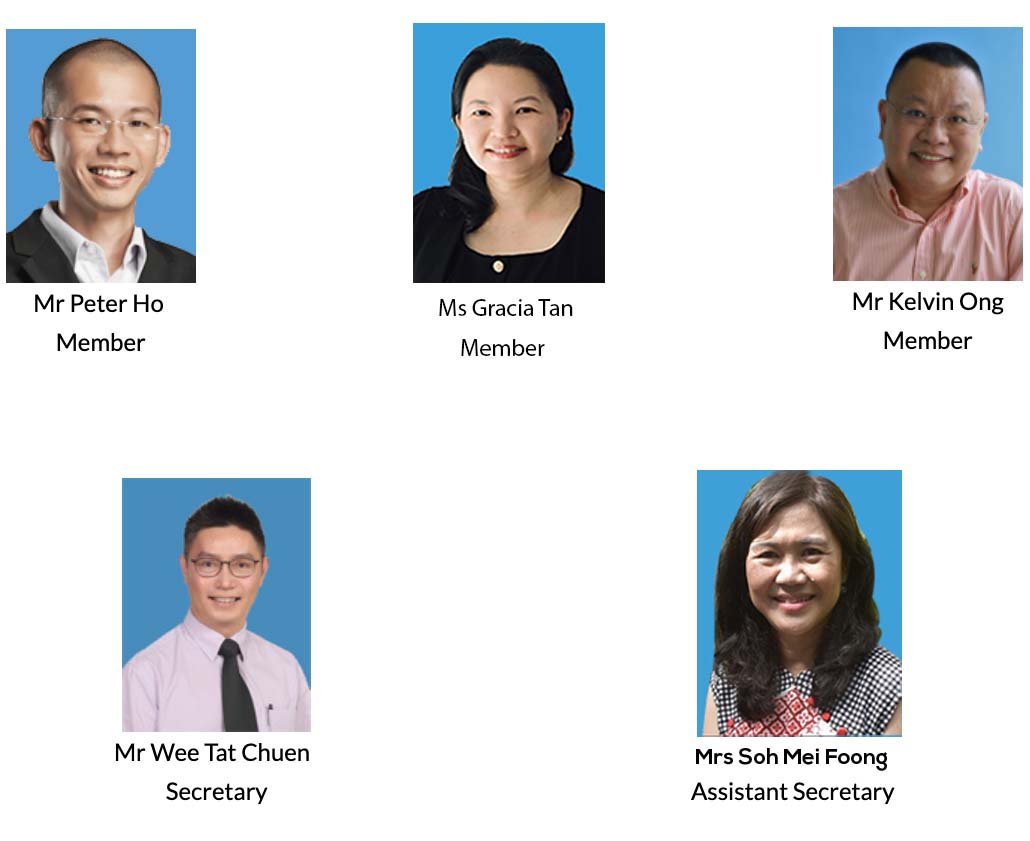 Mr Peter Ho
Member
Ms Gracia Tan
Member
Mr Kelvin Ong
Member
Mr Wee Tat Chuen
Secretary
Mrs Soh Mei Foong
Assistant Secretary